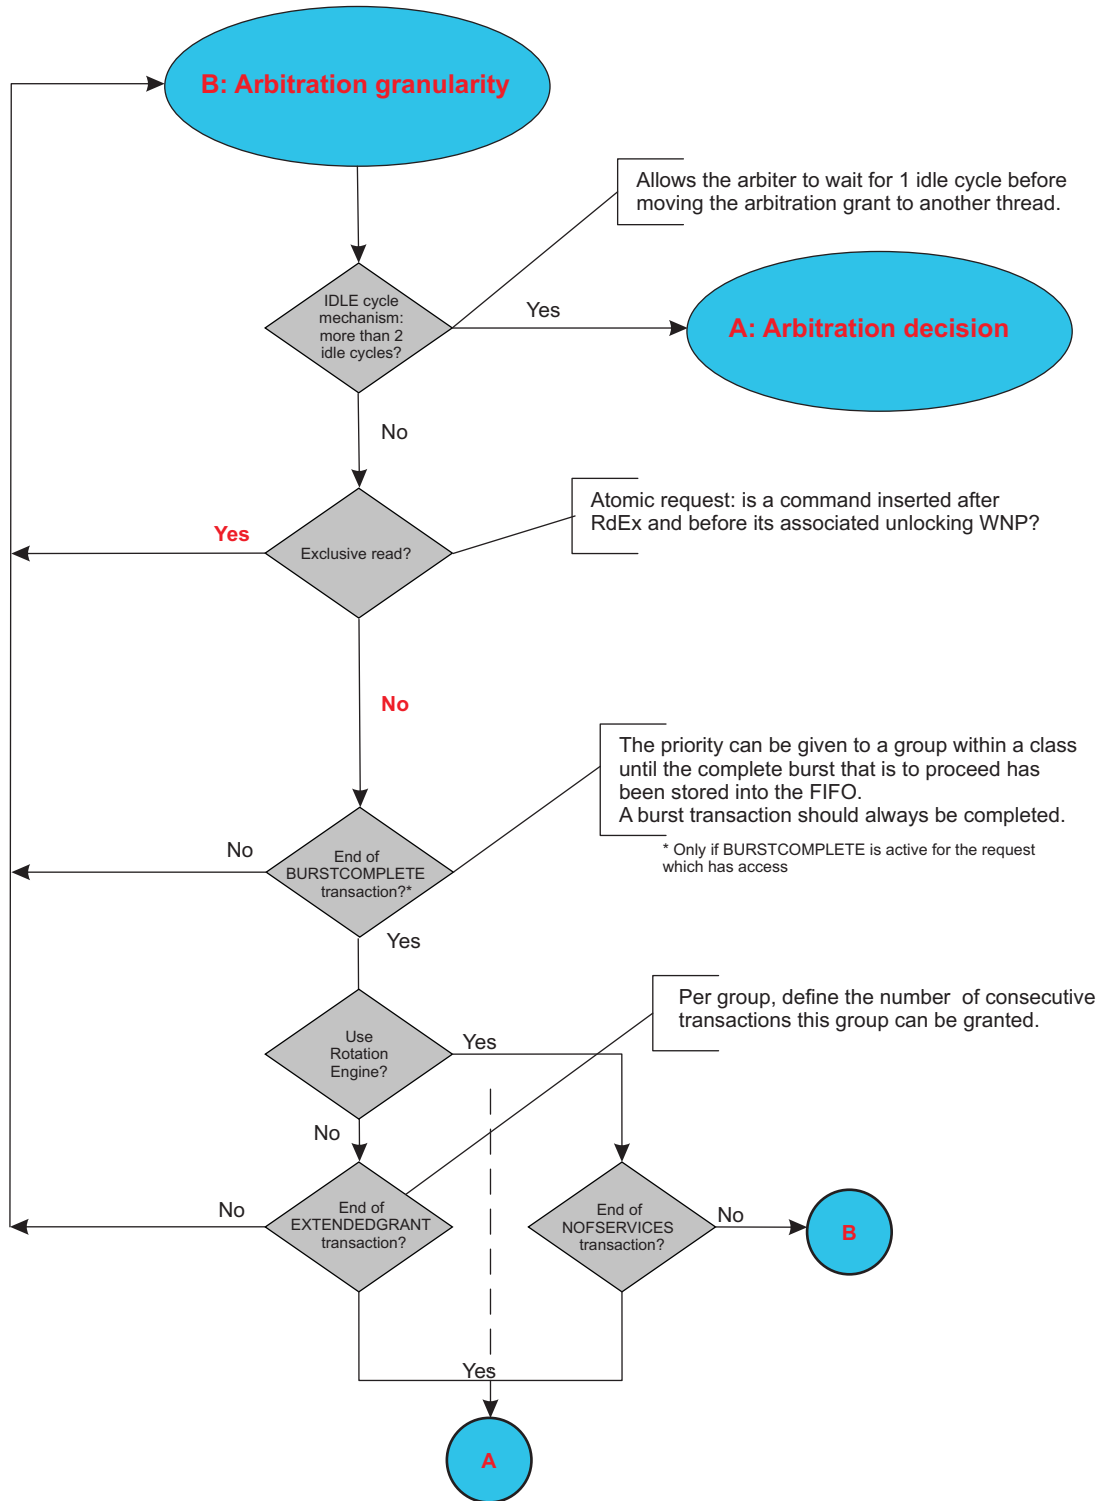 B: Arbitration granularity
Allows the arbiter to wait for 1 idle cycle before
moving the arbitration grant to another thread.
IDLE cycle
mechanism:
more than 2
idle cycles?
Yes
A: Arbitration decision
No
Atomic request: is a command inserted after
RdEx and before its associated unlocking WNP?
Yes
Exclusive read?
No
The priority can be given to a group within a class
until the complete burst that is to proceed has
been stored into the FIFO.
A burst transaction should always be completed.
* Only if BURSTCOMPLETE is active for the request
which has access
No
End of
BURSTCOMPLETE
transaction?*
Yes
Per group, define the number of consecutive
transactions this group can be granted.
Use
Rotation
Engine?
Yes
No
No
End of
EXTENDEDGRANT
transaction?
End of
NOFSERVICES
transaction?
No
B
Yes
A